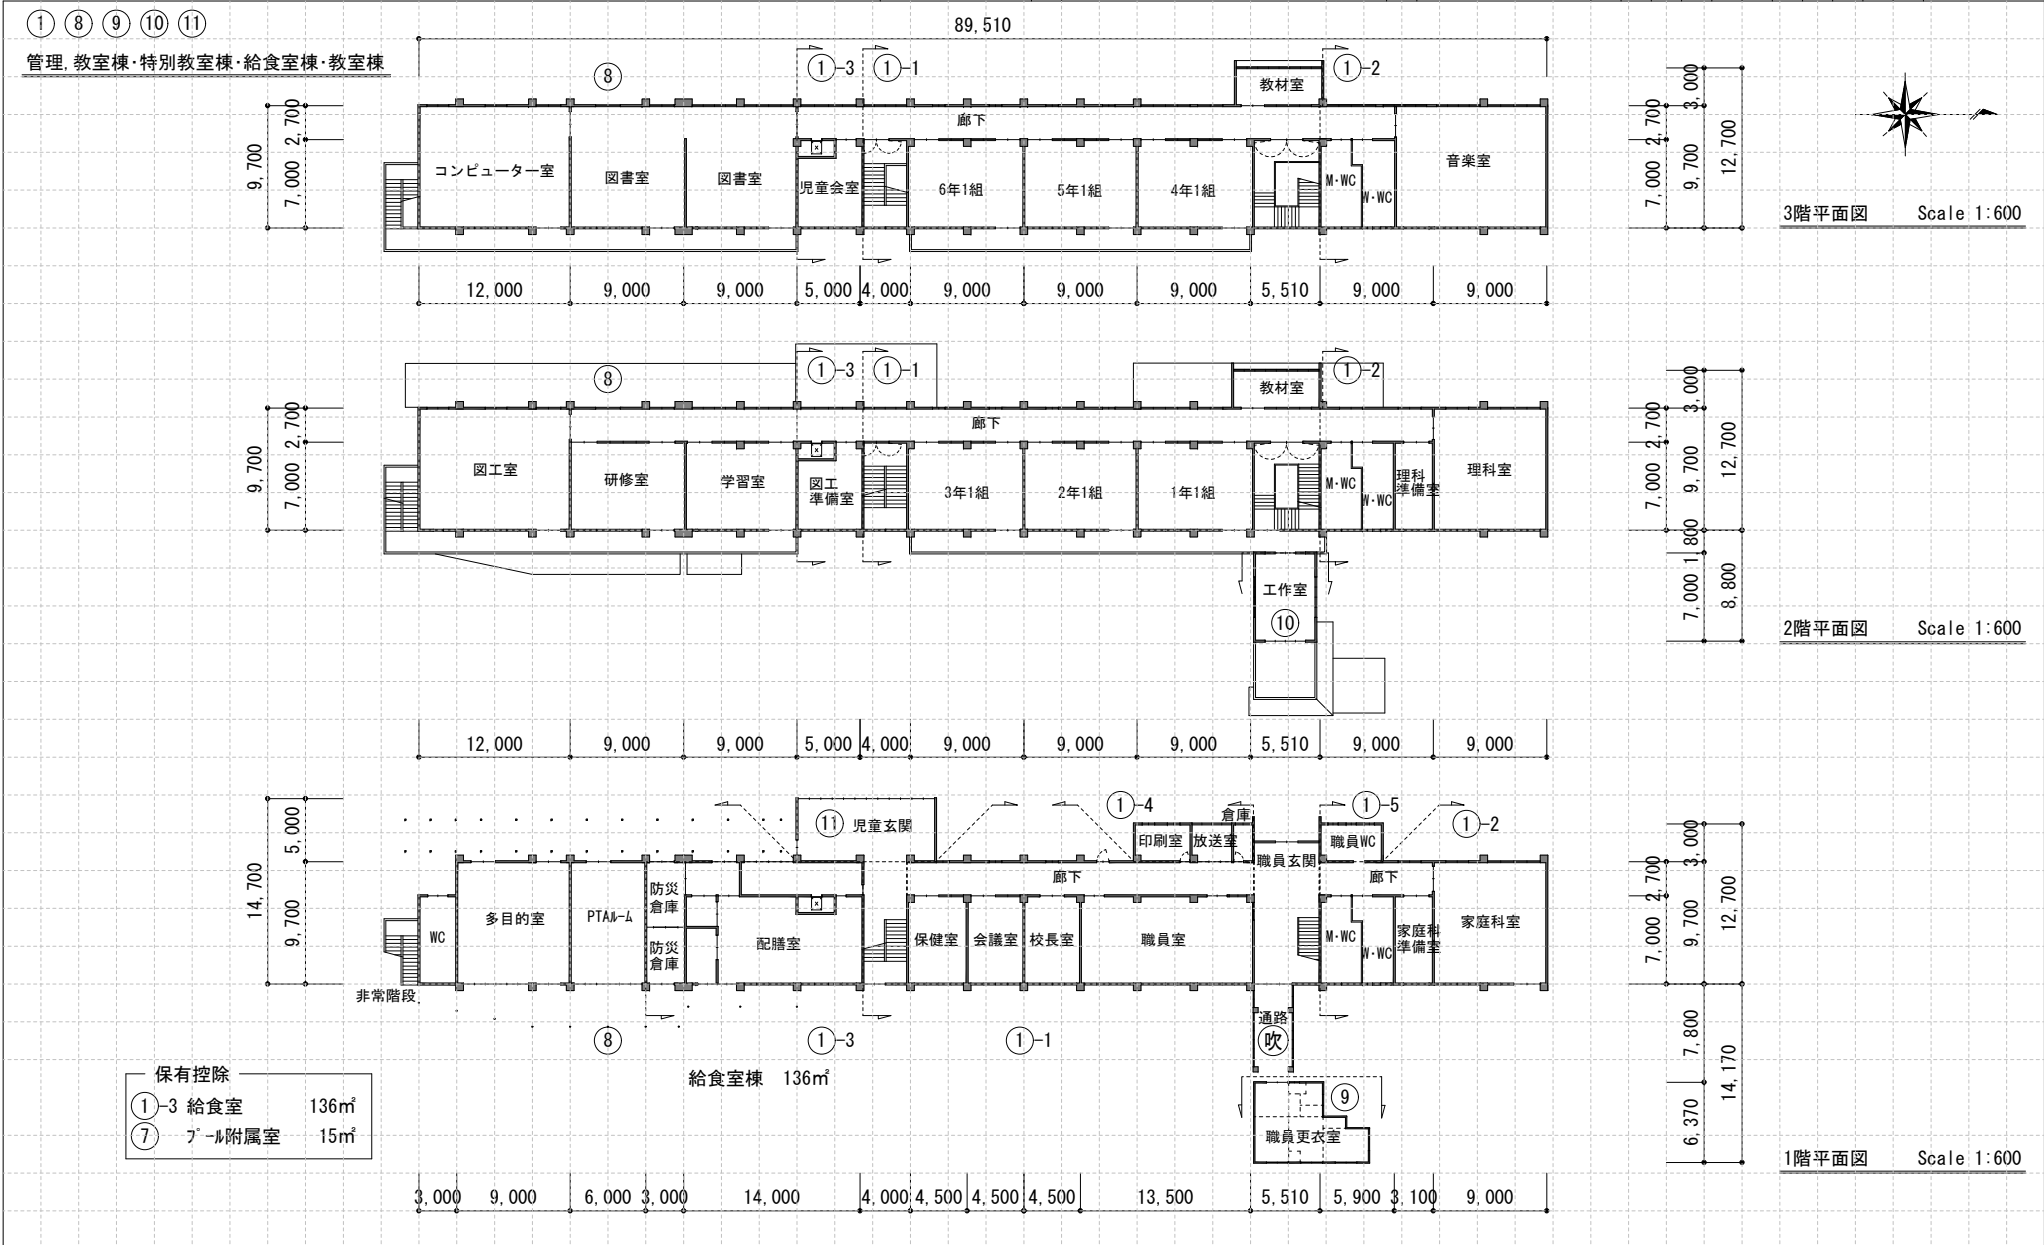 ① ⑧ ⑨ ⑩ ⑪
管理,教室棟・特別教室棟・給食室棟・教室棟
89,510
⑧
①-3
①-1
①-2
教材室
廊下
コンピューター室
図書室
図書室
児童会室
6年1組
5年1組
4年1組
M・WC
W・WC
音楽室
9,700
7,000
2,700
7,000
2,700
9,700
3,000
12,700
3階平面図 Scale 1:600
12,000
9,000
9,000
5,000
4,000
9,000
9,000
9,000
5,510
9,000
9,000
⑧
①-3
①-1
①-2
教材室
廊下
図工室
研修室
学習室
図工
準備室
3年1組
2年1組
1年1組
M・WC
W・WC
理科
準備室
理科室
工作室
⑩
9,700
7,000
2,700
7,000
2,700
9,700
3,000
12,700
7,000
1,800
8,800
2階平面図 Scale 1:600
12,000
9,000
9,000
5,000
4,000
9,000
9,000
9,000
5,510
9,000
9,000
⑪
児童玄関
①-4
倉庫
①-5
①-2
印刷室
放送室
職員WC
職員玄関
廊下
廊下
WC
多目的室
PTAルーム
防災
倉庫
防災
倉庫
配膳室
保健室
会議室
校長室
職員室
M・WC
W・WC
家庭科
準備室
家庭科室
非常階段
14,700
9,700
5,000
7,000
2,700
9,700
3,000
12,700
7,800
6,370
14,170
⑧
①-3
①-1
通路
吹
⑨
職員更衣室
給食室棟 136㎡
保有控除
①-3 給食室 136㎡
⑦ プール附属室 15㎡
1階平面図 Scale 1:600
3,000
9,000
6,000
3,000
14,000
4,000
4,500
4,500
4,500
13,500
5,510
5,900
3,100
9,000